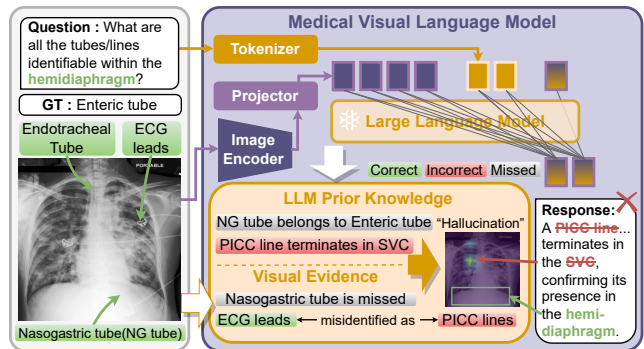 Question : What are
all the tubes/lines
identifiable within the
hemidiaphragm?
GT : Enteric tube
Endotracheal
Tube
ECG
leads
PORTABLE
Nasogastric tube(NG tube)
Medical Visual Language Model
Tokenizer
Projector
Image
Encoder
Large Language Model
Correct Incorrect Missed
LLM Prior Knowledge
NG tube belongs to Enteric tube
"Hallucination"
PICC line terminates in SVC
Visual Evidence
Nasogastric tube is missed
ECG leads misidentified as PICC lines
Response:
A PICC line...
terminates in
the SVC,
confirming its
presence in
the hemi-
diaphragm.